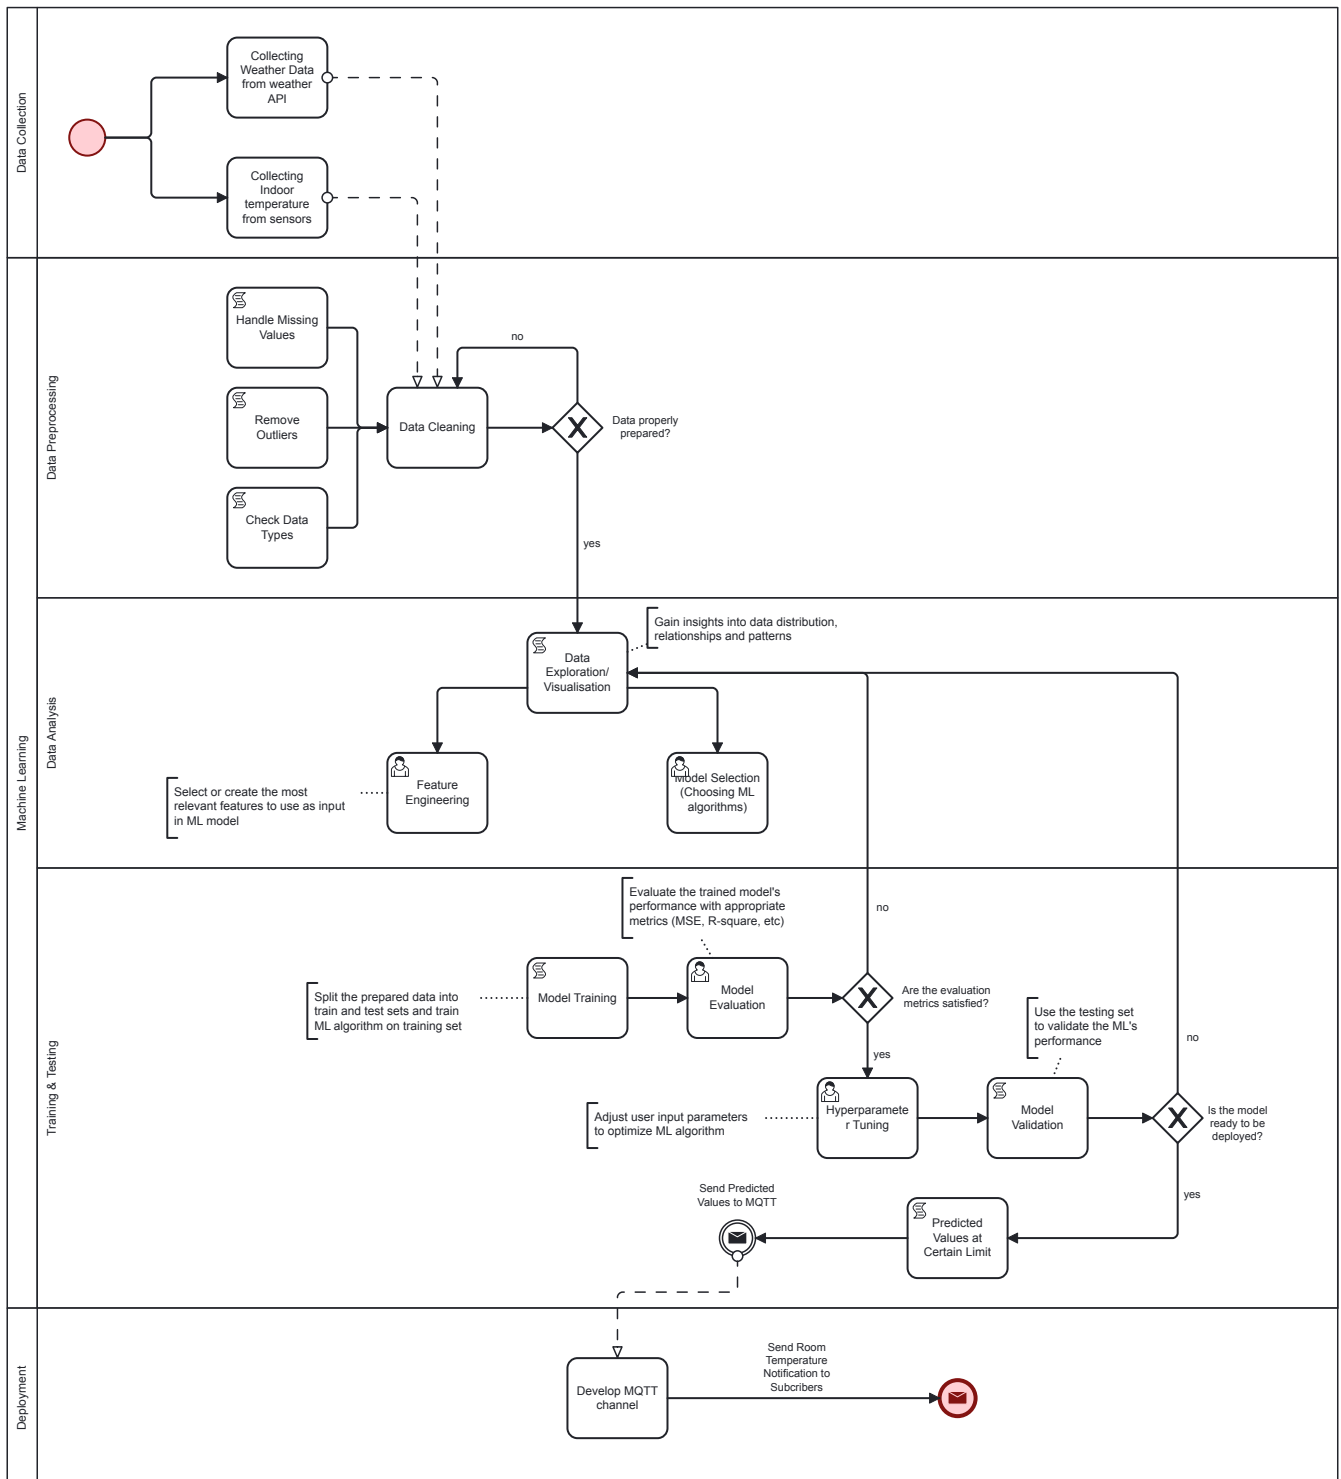 Data Collection
Collecting
Weather Data
from weather
API
Collecting
Indoor
temperature
from sensors
Machine Learning
Data Preprocessing
Handle Missing
Values
Remove
Outliers
Check Data
Types
Data Cleaning
no
Data properly
prepared?
yes
Data Analysis
Gain insights into data distribution,
relationships and patterns
Data
Exploration/
Visualisation
Select or create the most
relevant features to use as input
in ML model
Feature
Engineering
Model Selection
(Choosing ML
algorithms)
Training & Testing
Evaluate the trained model's
performance with appropriate
metrics (MSE, R-square, etc)
no
Split the prepared data into
train and test sets and train
ML algorithm on training set
Model Training
Model
Evaluation
Are the evaluation
metrics satisfied?
Use the testing set
to validate the ML's
performance
no
yes
Adjust user input parameters
to optimize ML algorithm
Hyperparamete
r Tuning
Model
Validation
Is the model
ready to be
deployed?
yes
Send Predicted
Values to MQTT
Predicted
Values at
Certain Limit
Deployment
Develop MQTT
channel
Send Room
Temperature
Notification to
Subcribers